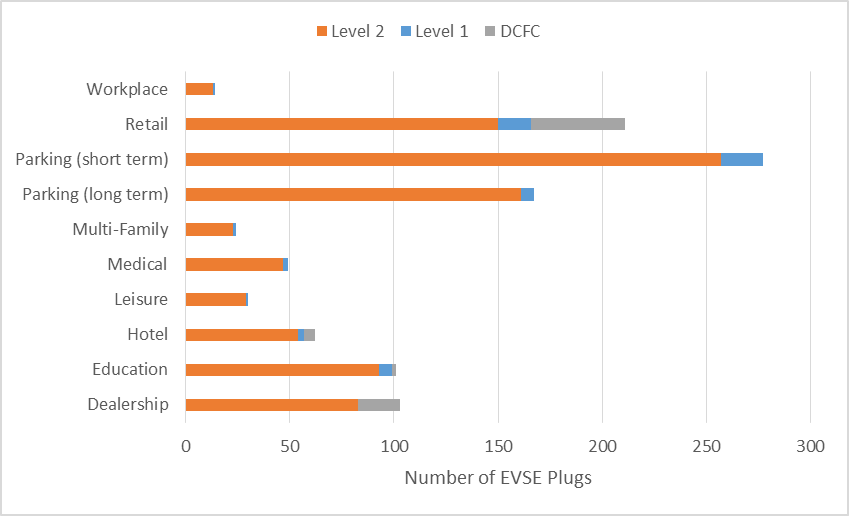 Level 2 Level 1 DCFC
Workplace
Retail
Parking (short term)
Parking (long term)
Multi-Family
Medical
Leisure
Hotel
Education
Dealership
0 50 100 150 200 250 300
Number of EVSE Plugs